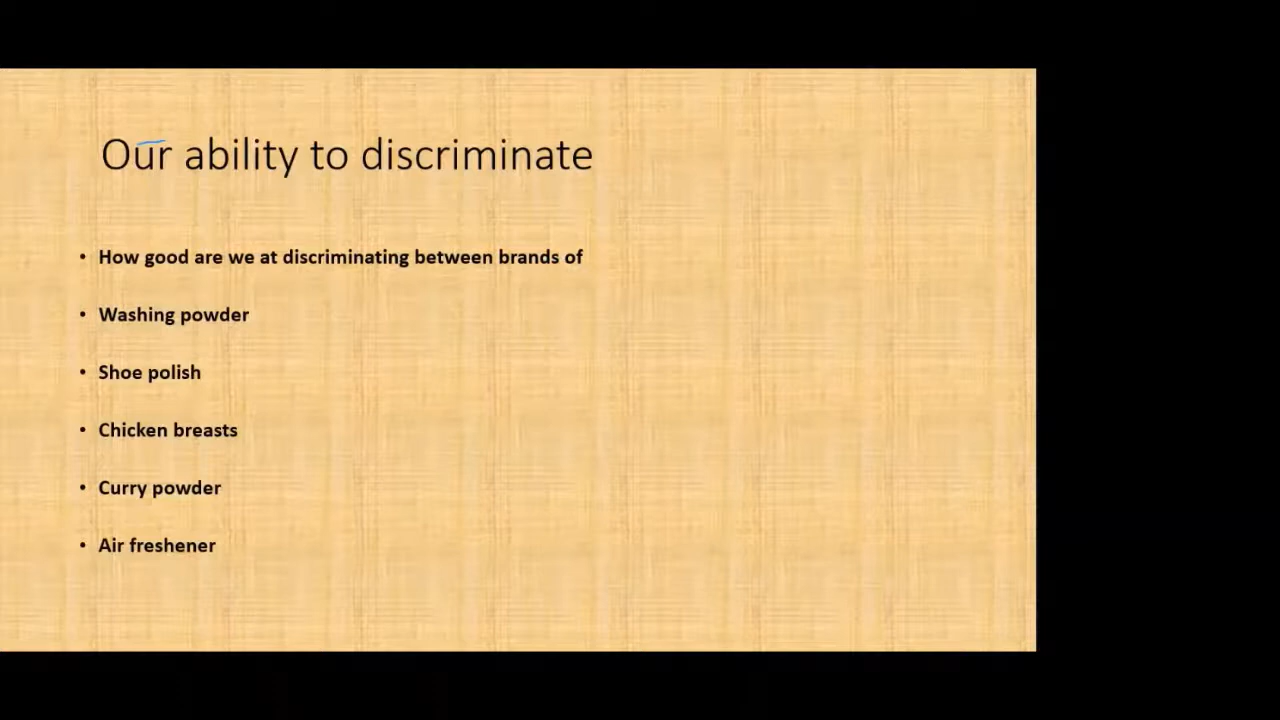 Our ability to discriminate
• How good are we at discriminating between brands of
• Washing powder
• Shoe polish
• Chicken breasts
• Curry powder
• Air freshener